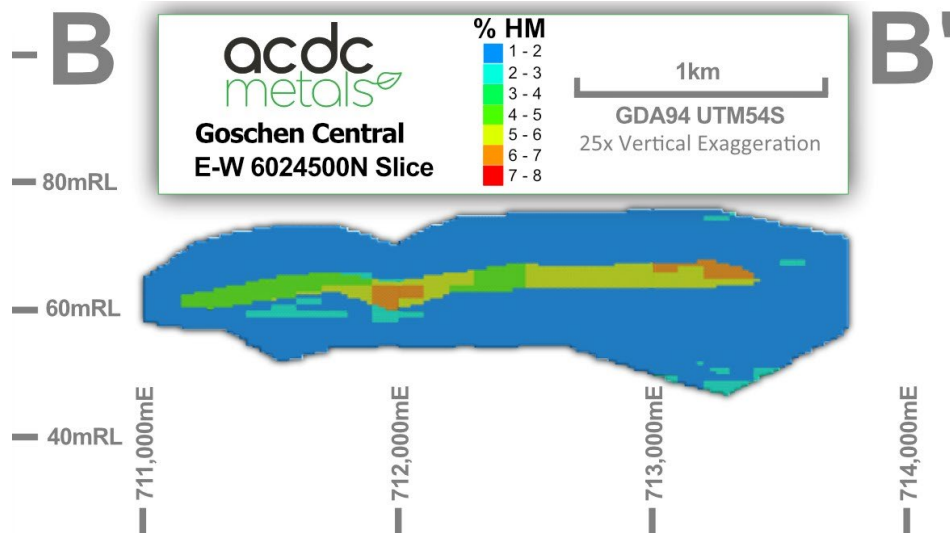 B
B'
acdc
metals
Goschen Central
E-W 6024500N Slice
% HM
1 - 2
2 - 3
3 - 4
4 - 5
5 - 6
6 - 7
7 - 8
1km
GDA94 UTM54S
25x Vertical Exaggeration
80mRL
60mRL
40mRL
711,000mE
712,000mE
713,000mE
714,000mE